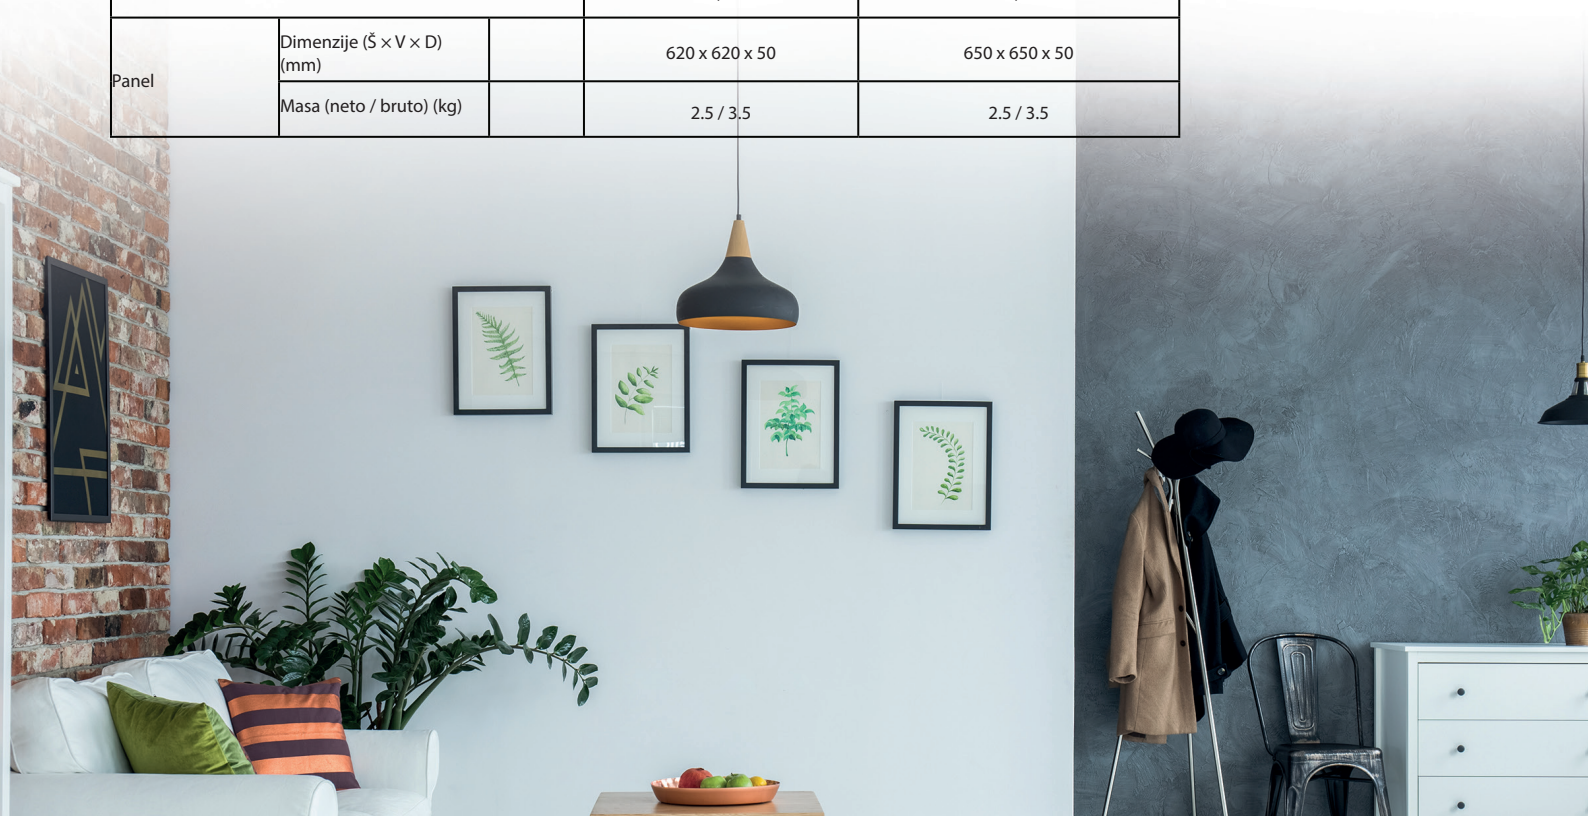 Dimenzije (Š × V × D)
(mm)
620 x 620 x 50
650 x 650 x 50
Panel
Masa (neto / bruto) (kg)
2.5 / 3.5
2.5 / 3.5